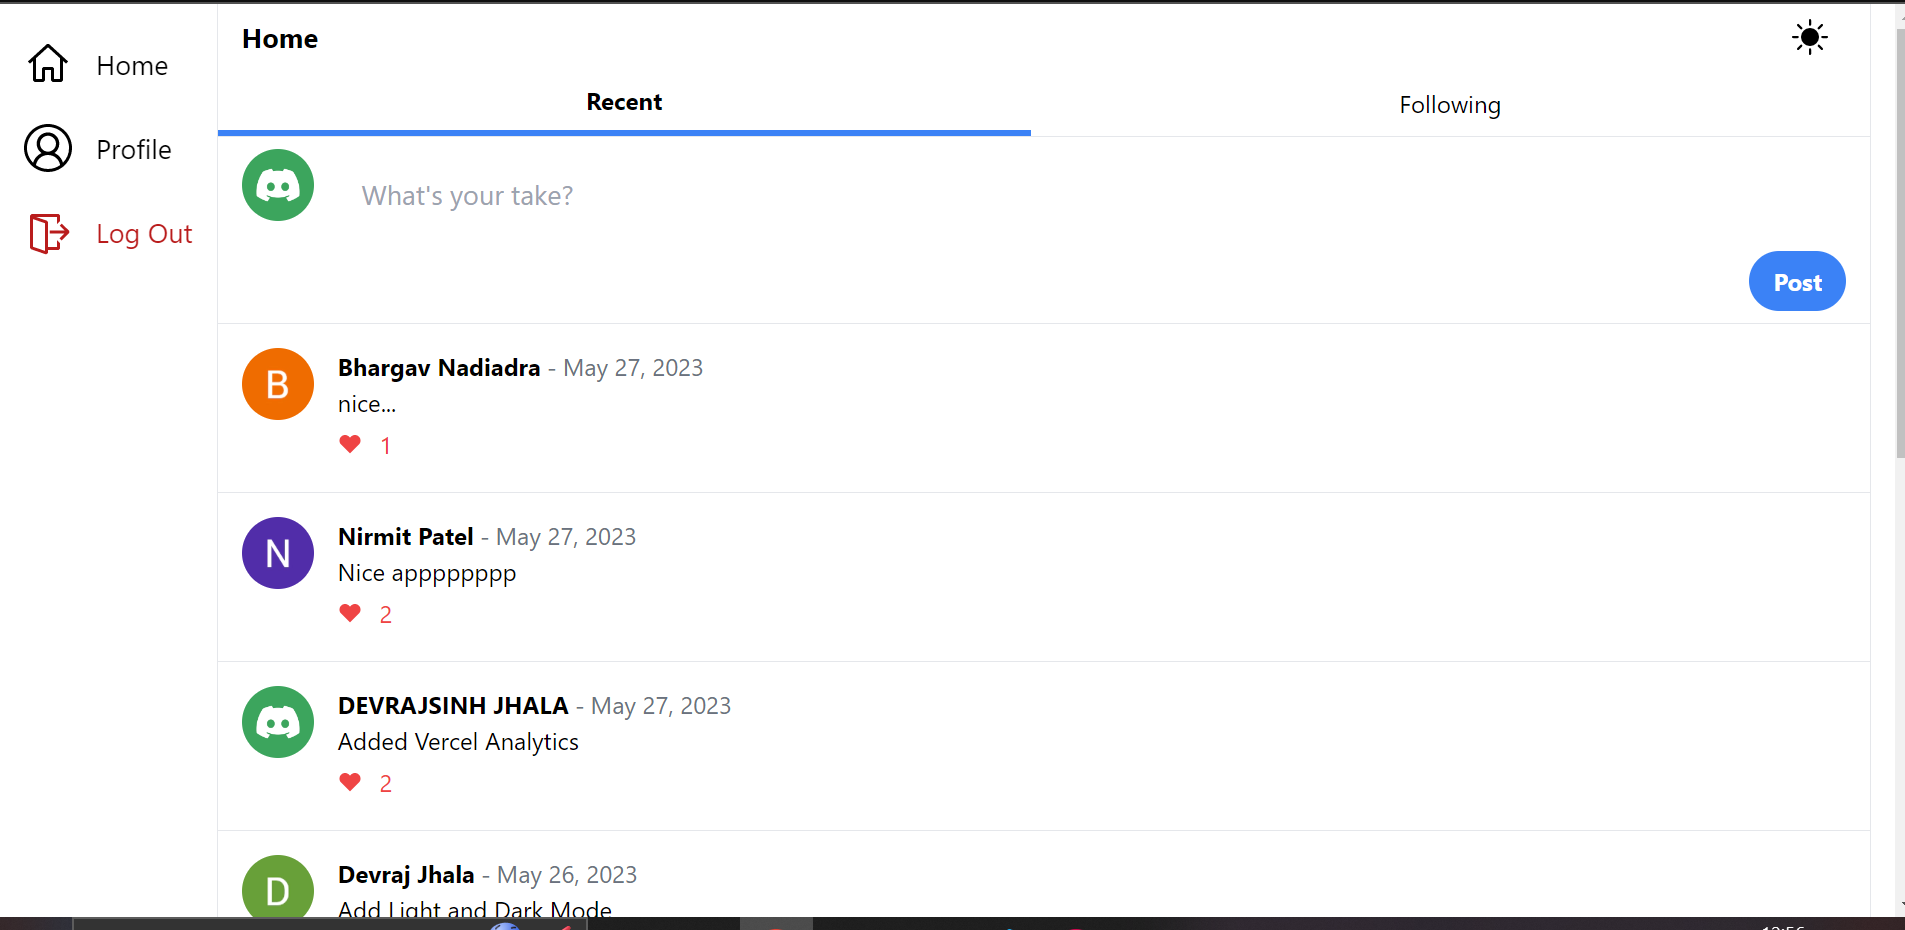 Home
Profile
Log Out
Home
Recent
Following
What's your take?
Post
B
Bhargav Nadiadra - May 27, 2023
nice...
1
N
Nirmit Patel - May 27, 2023
Nice apppppppp
2
DEVRAJSINH JHALA - May 27, 2023
Added Vercel Analytics
2
D
Devraj Jhala - May 26, 2023
Add Light and Dark Mode